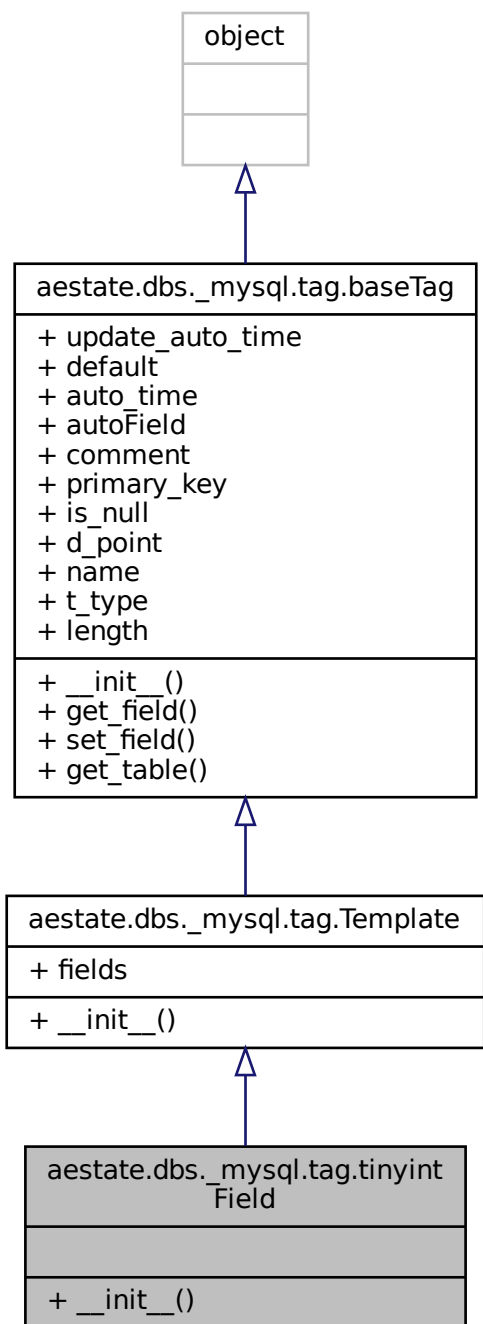 object
aestate.dbs._mysql.tag.baseTag
+ update_auto_time
+ default
+ auto_time
+ autoField
+ comment
+ primary_key
+ is_null
+ d_point
+ name
+ t_type
+ length
+ __init__()
+ get_field()
+ set_field()
+ get_table()
aestate.dbs._mysql.tag.Template
+ fields
+ __init__()
aestate.dbs._mysql.tag.tinyint
Field
+ __init__()